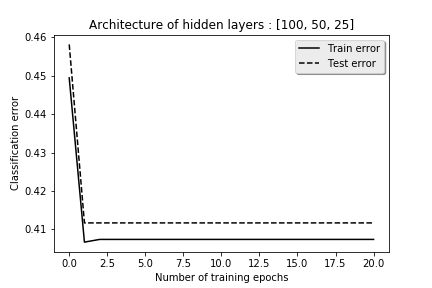 Architecture of hidden layers : [100, 50, 25]
Train error
Test error
Classification error
0.46
0.45
0.44
0.43
0.42
0.41
0.0 2.5 5.0 7.5 10.0 12.5 15.0 17.5 20.0
Number of training epochs